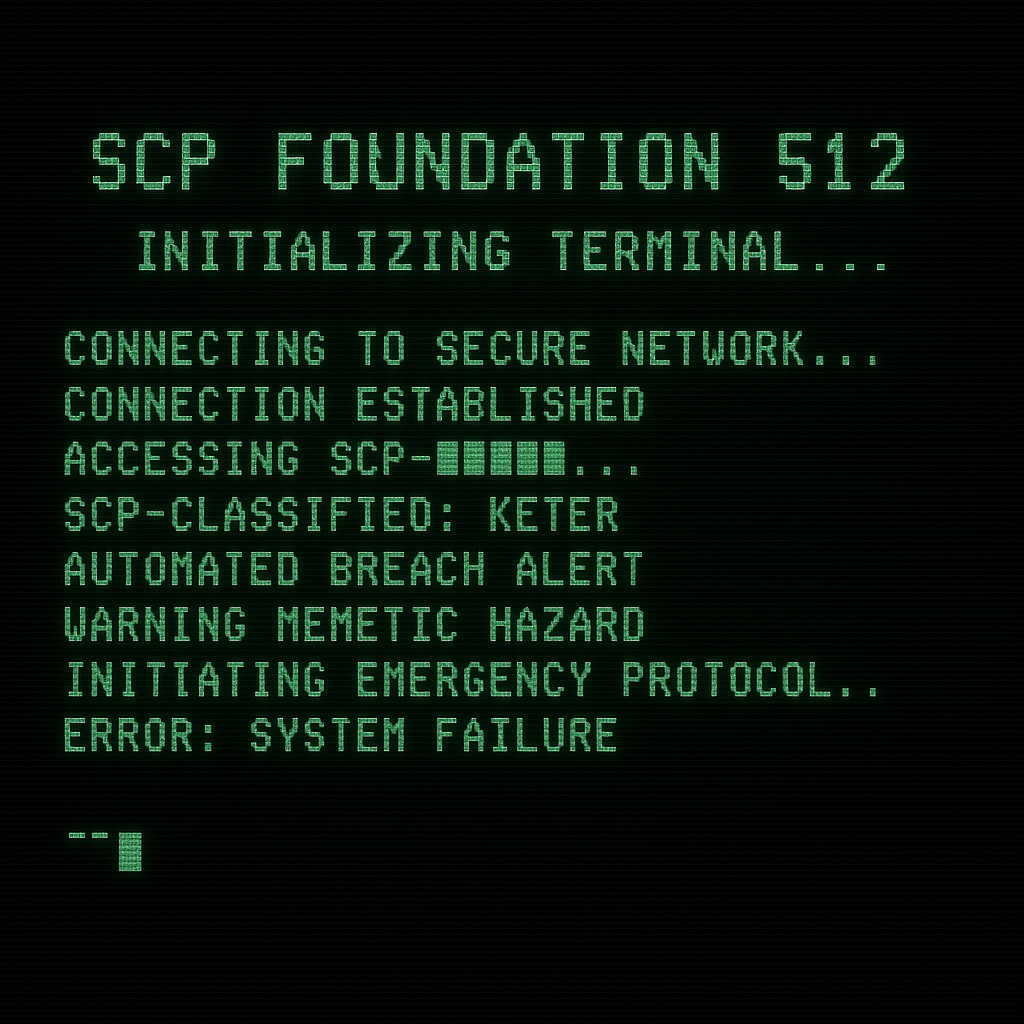 SCP FOUNDATION 512
INITIALIZING TERMINAL...
CONNECTING TO SECURE NETWORK...
CONNECTION ESTABLISHED
ACCESSING SCP-█████...
SCP-CLASSIFIED: KETER
AUTOMATED BREACH ALERT
WARNING MEMETIC HAZARD
INITIATING EMERGENCY PROTOCOL..
ERROR: SYSTEM FAILURE
--█